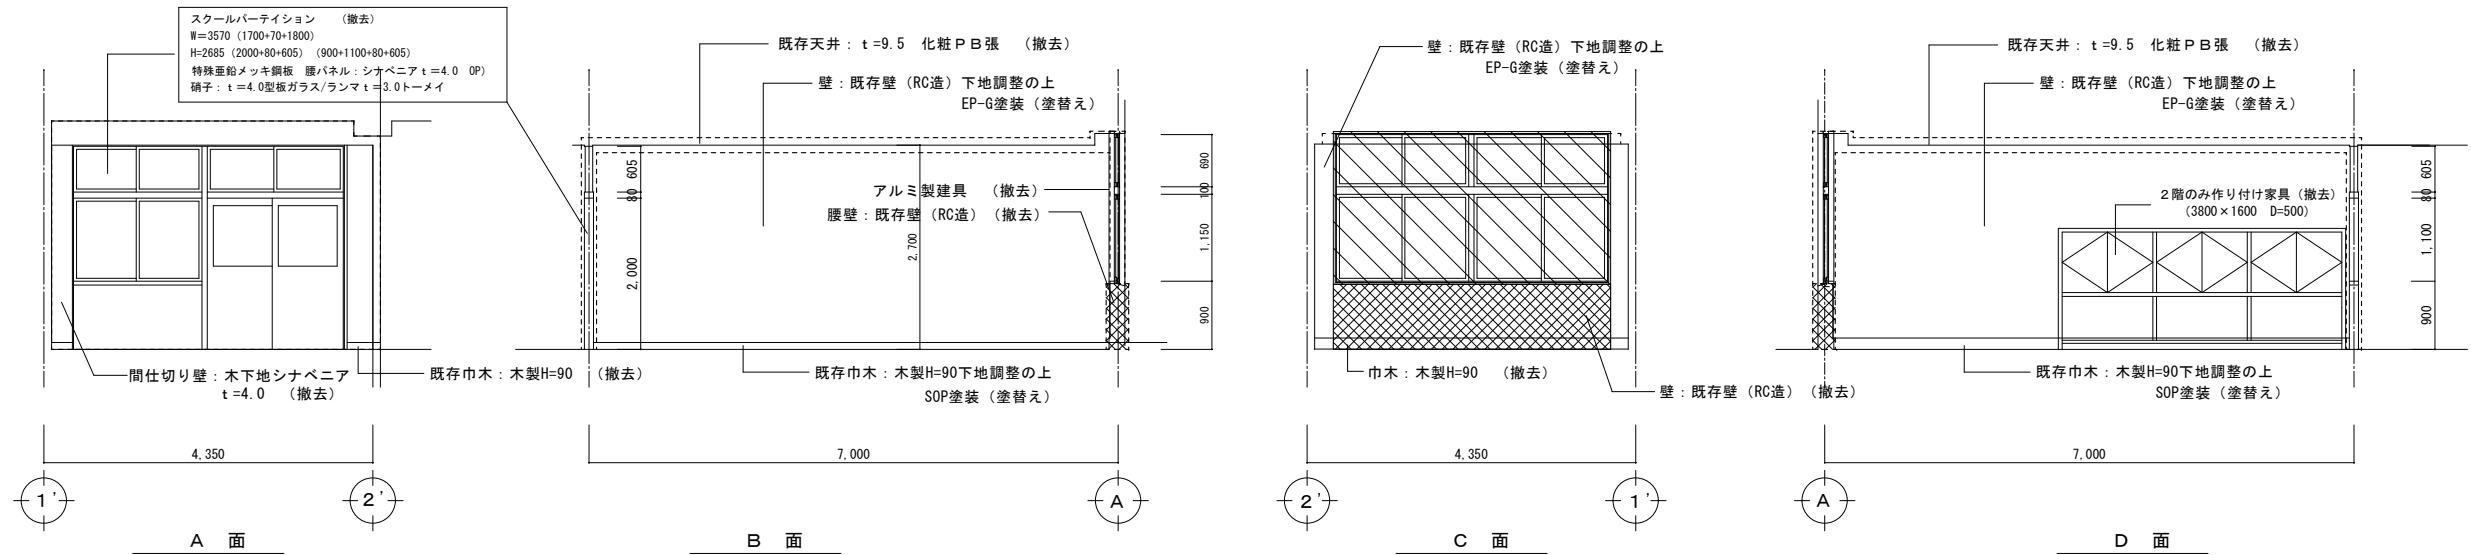 スクールパーテイション　（撤去）
W=3570（1700+70+1800）
H=2685（2000+80+605）（900+1100+80+605）
特殊亜鉛メッキ鋼板　腰パネル：シナベニアｔ＝4.0　OP）
硝子：ｔ＝4.0型板ガラス/ランマｔ＝3.0トーメイ
間仕切り壁：木下地シナベニア
ｔ=4.0　（撤去）
既存巾木：木製H=90　（撤去）
4,350
1'
2'
A　面
既存天井：ｔ=9.5　化粧ＰＢ張　（撤去）
壁：既存壁（RC造）下地調整の上
EP-G塗装（塗替え）
アルミ製建具　（撤去）
腰壁：既存壁（RC造）（撤去）
605
80
2,000
2,700
690
100
1,150
900
既存巾木：木製H=90下地調整の上
SOP塗装（塗替え）
7,000
A
B　面
壁：既存壁（RC造）下地調整の上
EP-G塗装（塗替え）
巾木：木製H=90　（撤去）
壁：既存壁（RC造）（撤去）
4,350
2'
1'
C　面
既存天井：ｔ=9.5　化粧ＰＢ張　（撤去）
壁：既存壁（RC造）下地調整の上
EP-G塗装（塗替え）
２階のみ作り付け家具（撤去）
（3800×1600　D=500）
605
80
1,100
900
既存巾木：木製H=90下地調整の上
SOP塗装（塗替え）
7,000
A
D　面